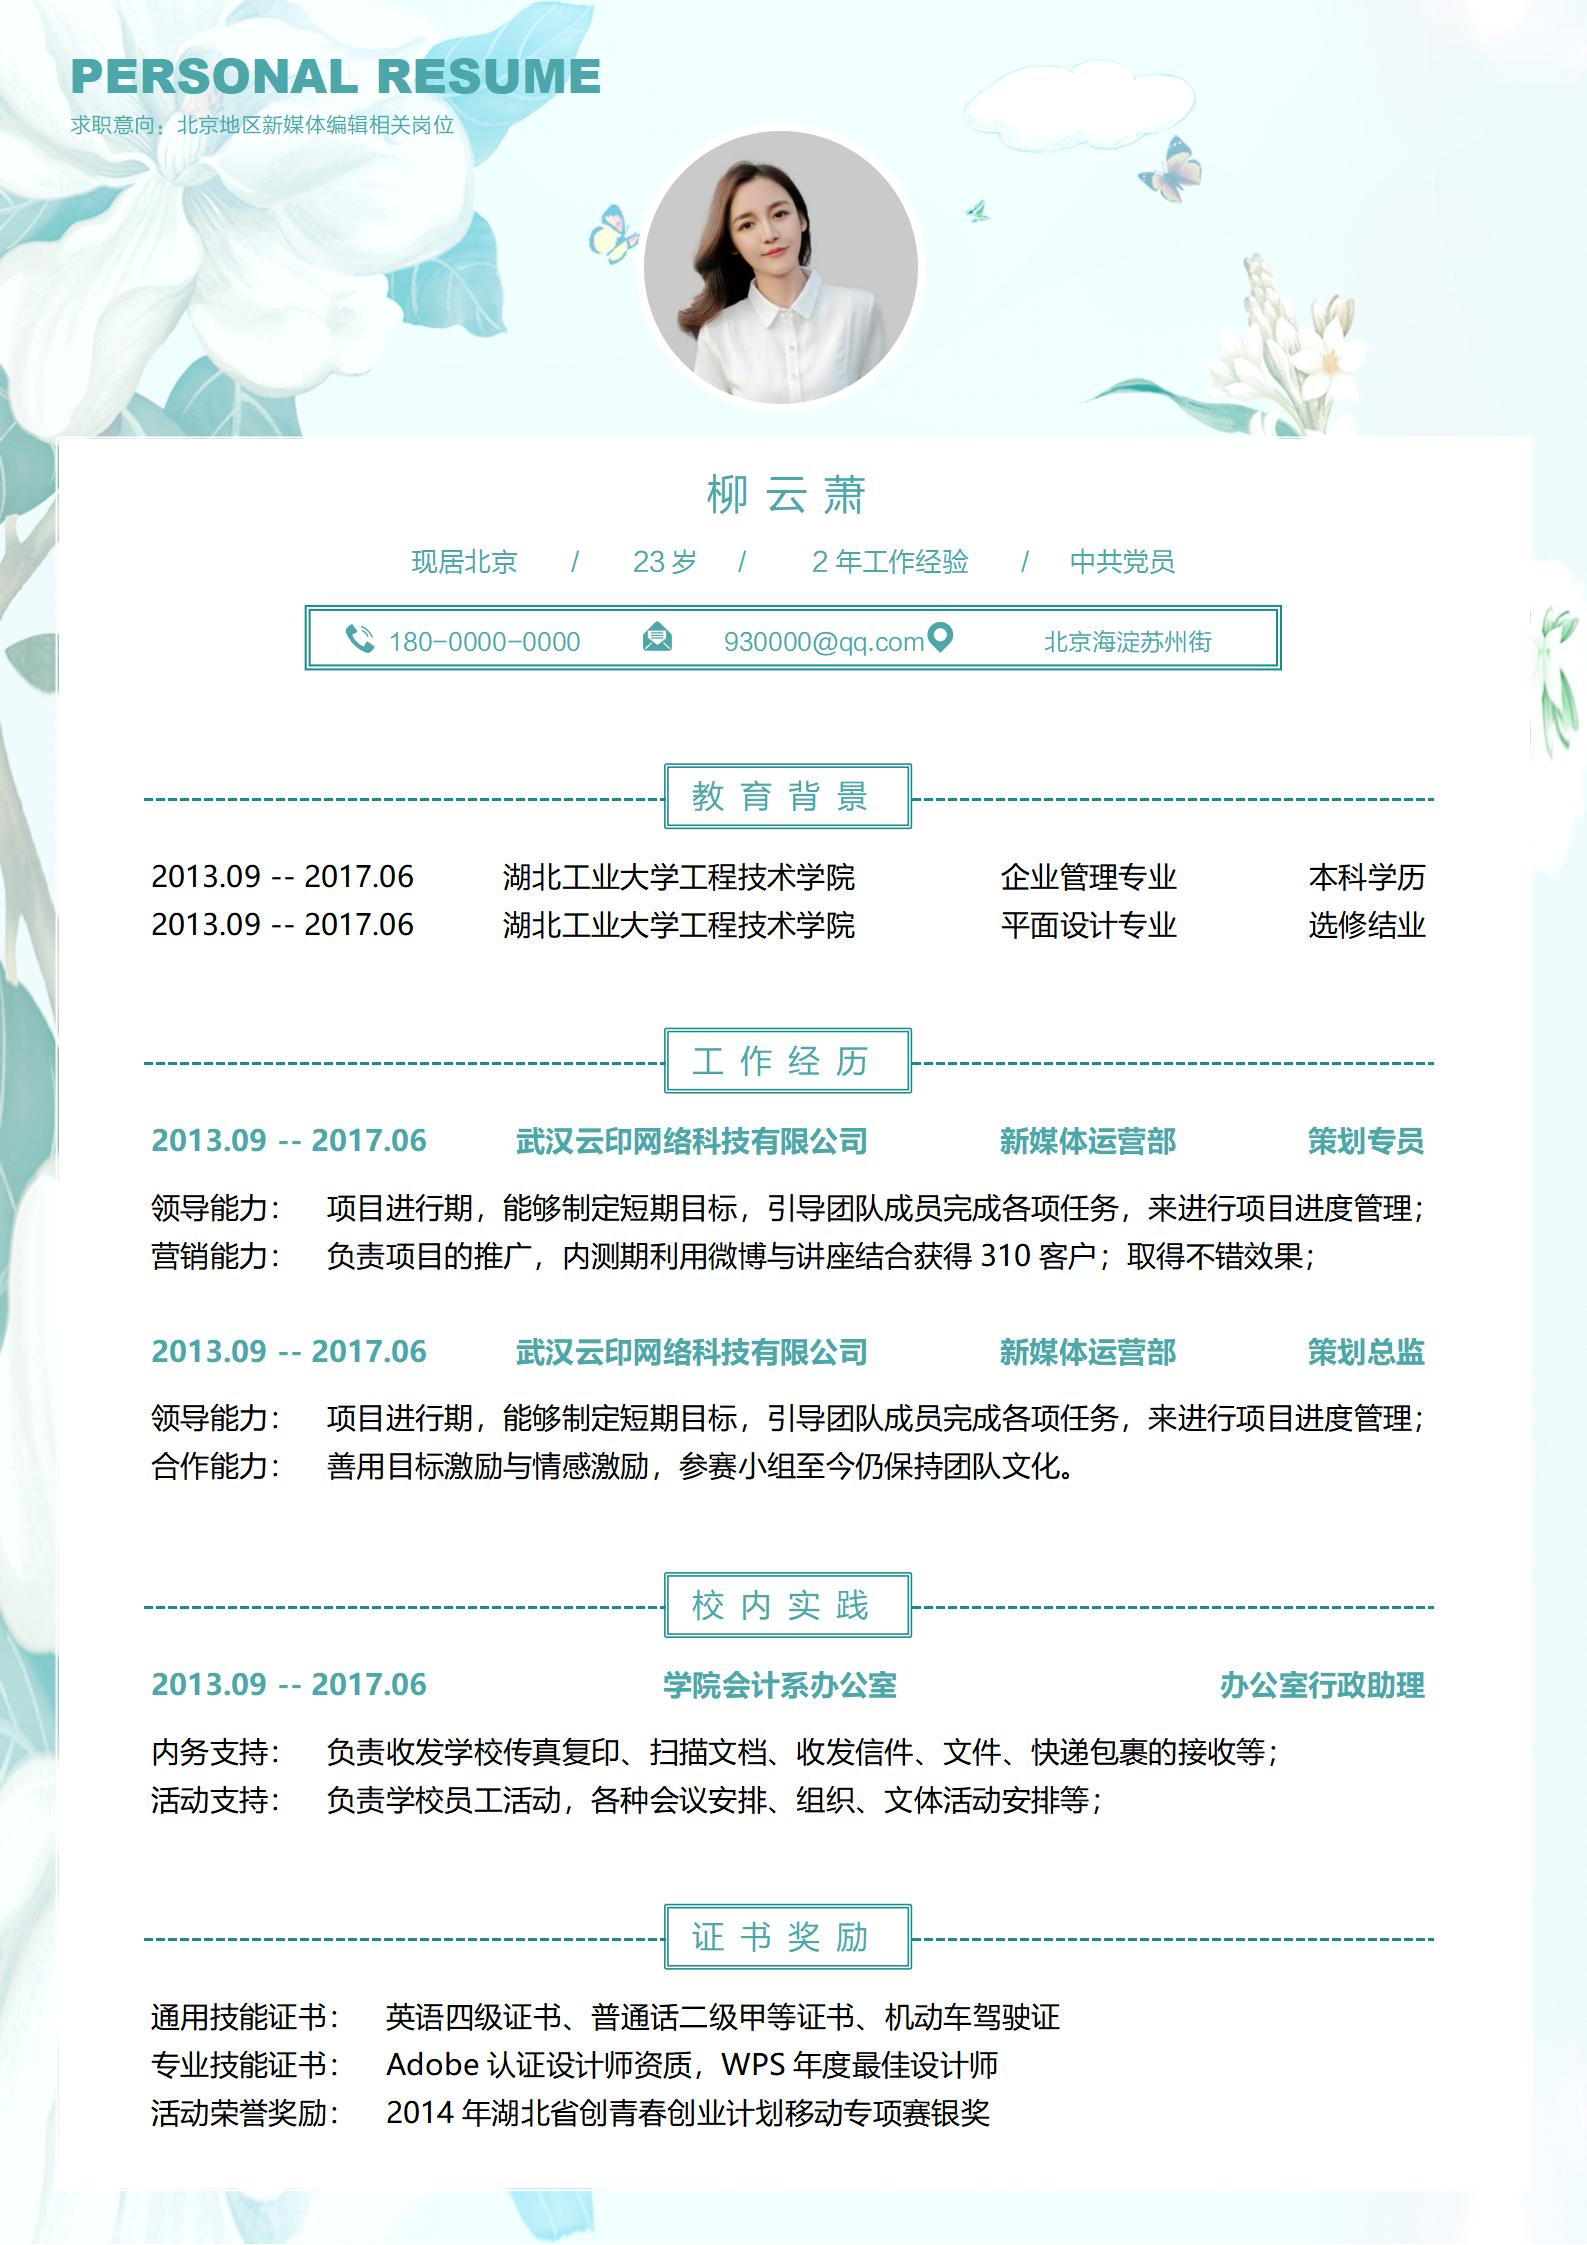 PERSONAL RESUME
求职意向：北京地区新媒体编辑相关岗位
柳云萧
现居北京 / 23岁 / 2年工作经验 / 中共党员
180-0000-0000 930000@qq.com 北京海淀苏州街
教育背景
2013.09 -- 2017.06 湖北工业大学工程技术学院 企业管理专业 本科学历
2013.09 -- 2017.06 湖北工业大学工程技术学院 平面设计专业 选修结业
工作经历
2013.09 -- 2017.06 武汉云印网络科技有限公司 新媒体运营部 策划专员
领导能力： 项目进行期，能够制定短期目标，引导团队成员完成各项任务，来进行项目进度管理；
营销能力： 负责项目的推广，内测期利用微博与讲座结合获得 310 客户；取得不错效果；
2013.09 -- 2017.06 武汉云印网络科技有限公司 新媒体运营部 策划总监
领导能力： 项目进行期，能够制定短期目标，引导团队成员完成各项任务，来进行项目进度管理；
合作能力： 善用目标激励与情感激励，参赛小组至今仍保持团队文化。
校内实践
2013.09 -- 2017.06 学院会计系办公室 办公室行政助理
内务支持： 负责收发学校传真复印、扫描文档、收发信件、文件、快递包裹的接收等；
活动支持： 负责学校员工活动，各种会议安排、组织、文体活动安排等；
证书奖励
通用技能证书： 英语四级证书、普通话二级甲等证书、机动车驾驶证
专业技能证书： Adobe 认证设计师资质，WPS 年度最佳设计师
活动荣誉奖励： 2014 年湖北省创青春创业计划移动专项赛银奖